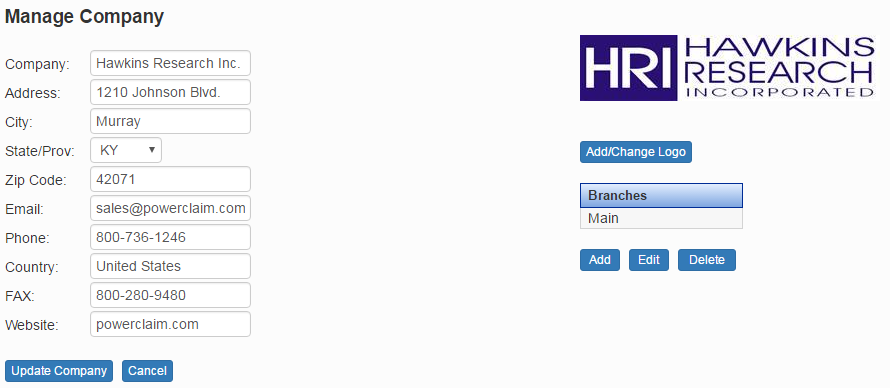 Manage Company
Company: Hawkins Research Inc.
Address: 1210 Johnson Blvd.
City: Murray
State/Prov: KY
Zip Code: 42071
Email: sales@powerclaim.com
Phone: 800-736-1246
Country: United States
FAX: 800-280-9480
Website: powerclaim.com
Update Company Cancel
HRI HAWKINS
RESEARCH
INCORPORATED
Add/Change Logo
Branches
Main
Add Edit Delete